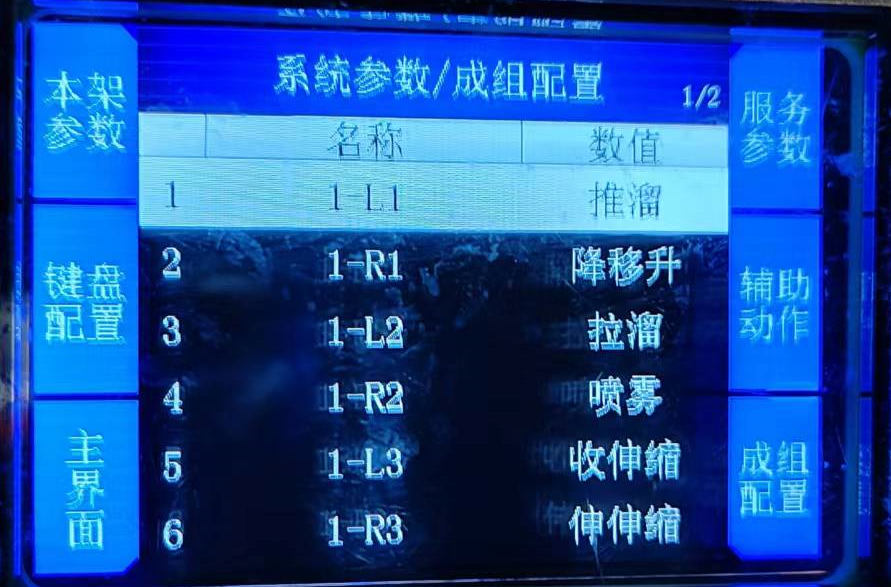 系统参数/成组配置
1/2
本架
参数
键盘
配置
主
界
面
名称 数值
1 1-L1 推溜
2 1-R1 降移升
3 1-L2 拉溜
4 1-R2 喷雾
5 1-L3 收伸缩
6 1-R3 伸伸缩
服务
参数
辅助
动作
成组
配置